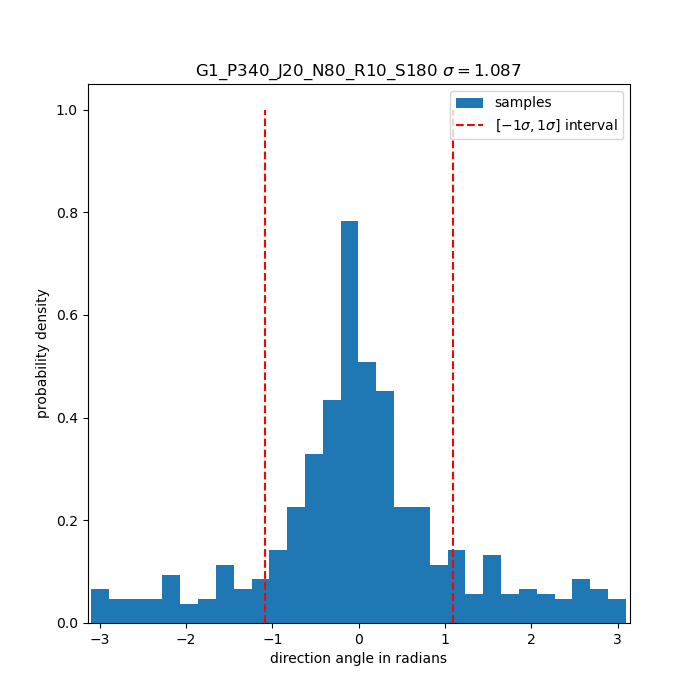 G1_P340_J20_N80_R10_S180 σ = 1.087
samples
[−1σ, 1σ] interval
1.0
0.8
0.6
0.4
0.2
0.0
probability density
−3 −2 −1 0 1 2 3
direction angle in radians